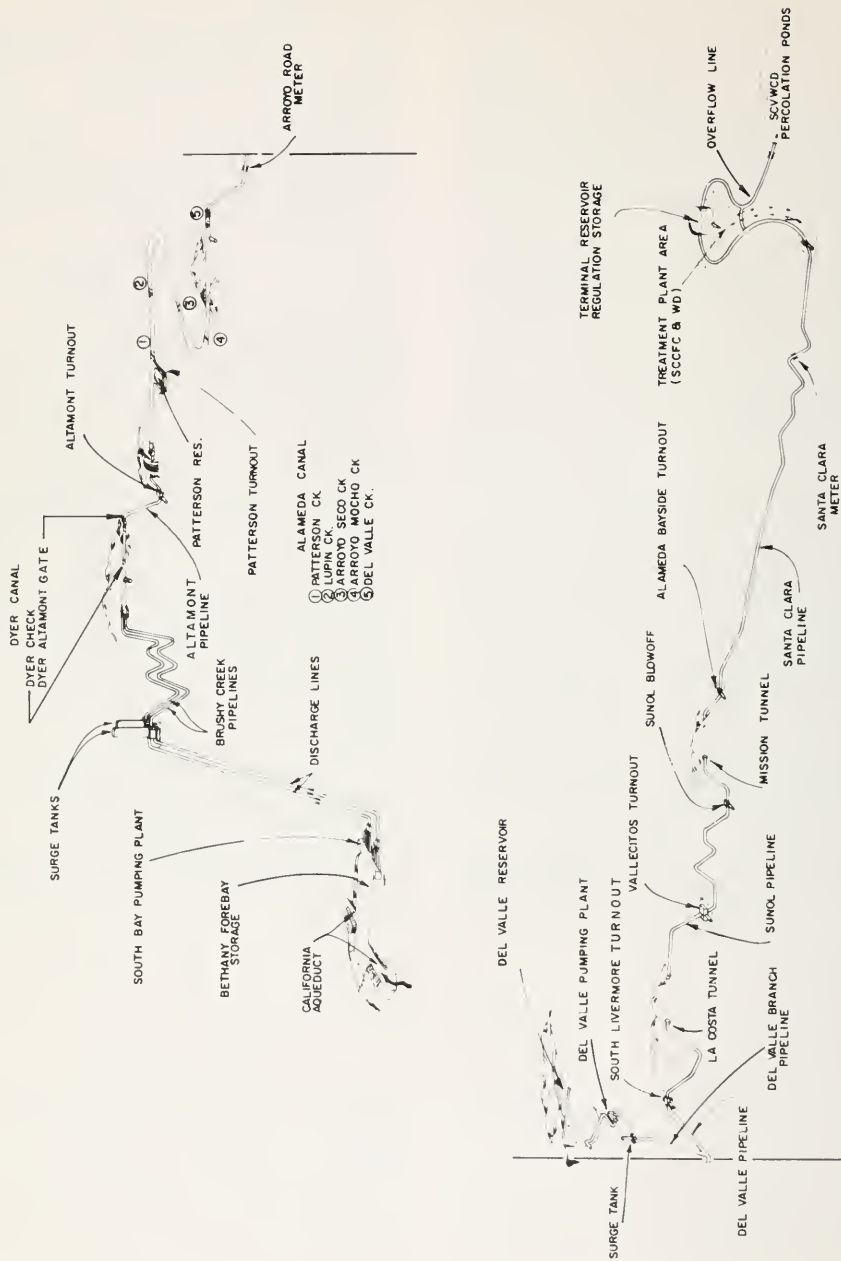 SURGE TANKS
DYER CANAL
DYER CHECK
DYER ALTAMONT GATE
ALTAMONT TURNOUT
SOUTH BAY PUMPING PLANT
BETHANY FOREBAY
STORAGE
CALIFORNIA
AQUEDUCT
DISCHARGE LINES
BRUSHY CREEK
PIPELINES
ALTAMONT
PIPELINE
PATTERSON RES.
PATTERSON TURNOUT
ALAMEDA CANAL
① PATTERSON CK.
② LUPIN CK.
③ ARROYO SECO CK
④ ARROYO MOCHO CK
⑤ DEL VALLE CK.
①
②
③
④
⑤
ARROYO ROAD
METER
DEL VALLE RESERVOIR
DEL VALLE PUMPING PLANT
SOUTH LIVERMORE TURNOUT
SURGE TANK
DEL VALLE PIPELINE
DEL VALLE BRANCH
PIPELINE
LA COSTA TUNNEL
VALLECITOS TURNOUT
SUNOL PIPELINE
SUNOL BLOWOFF
MISSION TUNNEL
ALAMEDA BAYSIDE TURNOUT
SANTA CLARA
PIPELINE
SANTA CLARA
METER
TERMINAL RESERVOIR
REGULATION STORAGE
TREATMENT PLANT AREA
(SCCFC & WD)
OVERFLOW LINE
SCVWCD
PERCOLATION PONDS